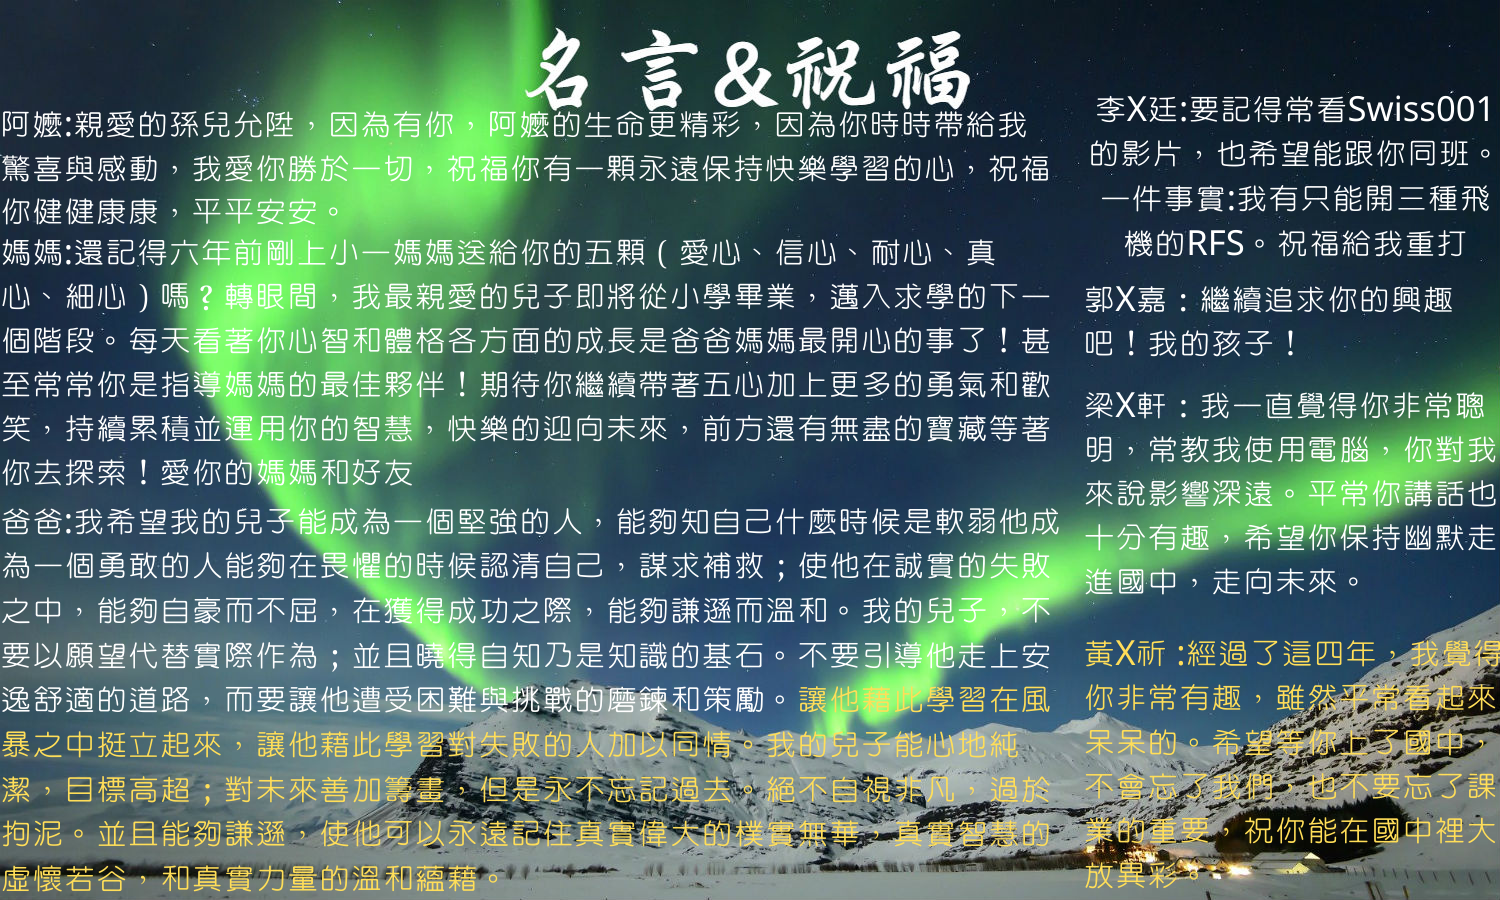 名言&祝福
阿嬤:親愛的孫兒允陞，因為有你，阿嬤的生命更精彩，因為你時時帶給我
驚喜與感動，我愛你勝於一切，祝福你有一顆永遠保持快樂學習的心，祝福
你健健康康，平平安安。
媽媽:還記得六年前剛上小一媽媽送給你的五顆（愛心、信心、耐心、真
心、細心）嗎？轉眼間，我最親愛的兒子即將從小學畢業，邁入求學的下一
個階段。每天看著你心智和體格各方面的成長是爸爸媽媽最開心的事了！甚
至常常你是指導媽媽的最佳夥伴！期待你繼續帶著五心加上更多的勇氣和歡
笑，持續累積並運用你的智慧，快樂的迎向未來，前方還有無盡的寶藏等著
你去探索！愛你的媽媽和好友
爸爸:我希望我的兒子能成為一個堅強的人，能夠知自己什麼時候是軟弱他成
為一個勇敢的人能夠在畏懼的時候認清自己，謀求補救；使他在誠實的失敗
之中，能夠自豪而不屈，在獲得成功之際，能夠謙遜而溫和。我的兒子，不
要以願望代替實際作為；並且曉得自知乃是知識的基石。不要引導他走上安
逸舒適的道路，而要讓他遭受困難與挑戰的磨鍊和策勵。讓他藉此學習在風
暴之中挺立起來，讓他藉此學習對失敗的人加以同情。我的兒子能心地純
潔，目標高超；對未來善加籌畫，但是永不忘記過去。絕不自視非凡，過於
拘泥。並且能夠謙遜，使他可以永遠記住真實偉大的樸實無華，真實智慧的
虛懷若谷，和真實力量的溫和蘊藉。
李X廷:要記得常看Swiss001
的影片，也希望能跟你同班。
一件事實:我有只能開三種飛
機的RFS。祝福給我重打
郭X嘉：繼續追求你的興趣
吧！我的孩子！
梁X軒：我一直覺得你非常聰
明，常教我使用電腦，你對我
來說影響深遠。平常你講話也
十分有趣，希望你保持幽默走
進國中，走向未來。
黃X祈 :經過了這四年，我覺得
你非常有趣，雖然平常看起來
呆呆的。希望等你上了國中，
不會忘了我們，也不要忘了課
業的重要，祝你能在國中裡大
放異彩。